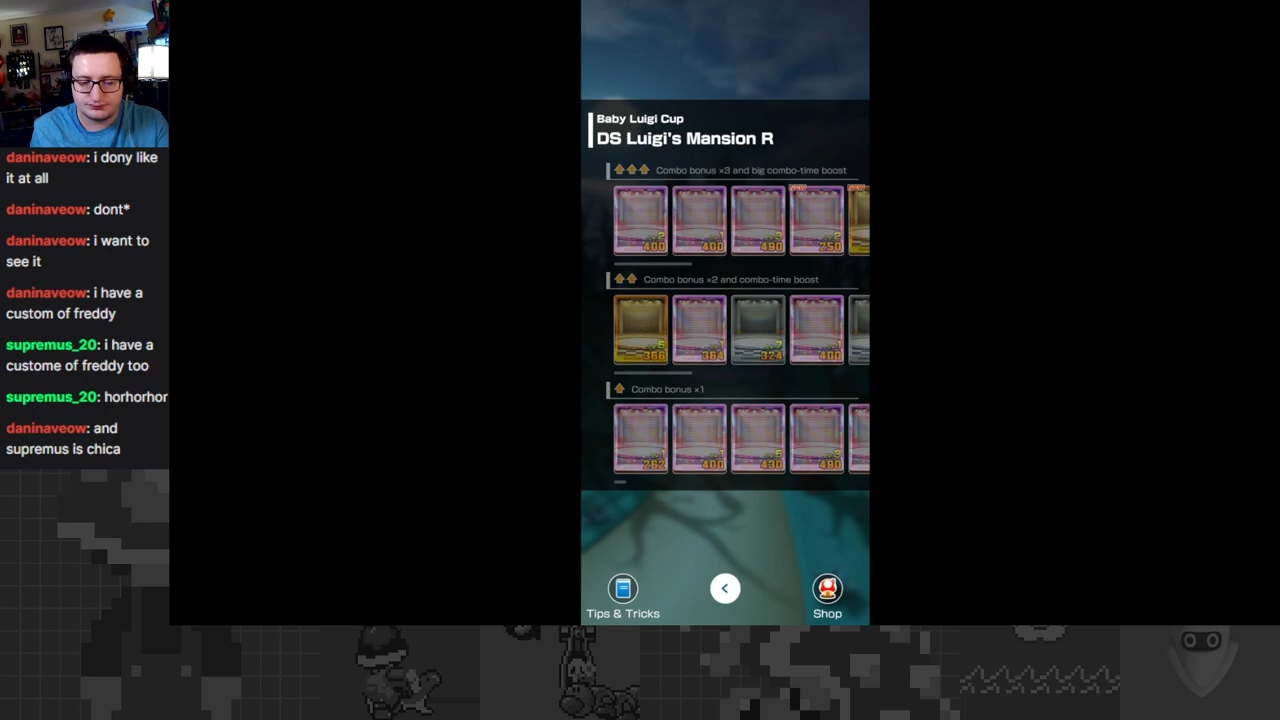 daninaveow: i dony like
it at all
daninaveow: dont*
daninaveow: i want to
see it
daninaveow: i have a
custom of freddy
supremus_20: i have a
custome of freddy too
supremus_20: horhorhor
daninaveow: and
supremus is chica
Baby Luigi Cup
DS Luigi's Mansion R
Combo bonus ×3 and big combo-time boost
400
400
490
250
Combo bonus ×2 and combo-time boost
364
324
400
Combo bonus ×1
262
400
430
490
Tips & Tricks
<
Shop